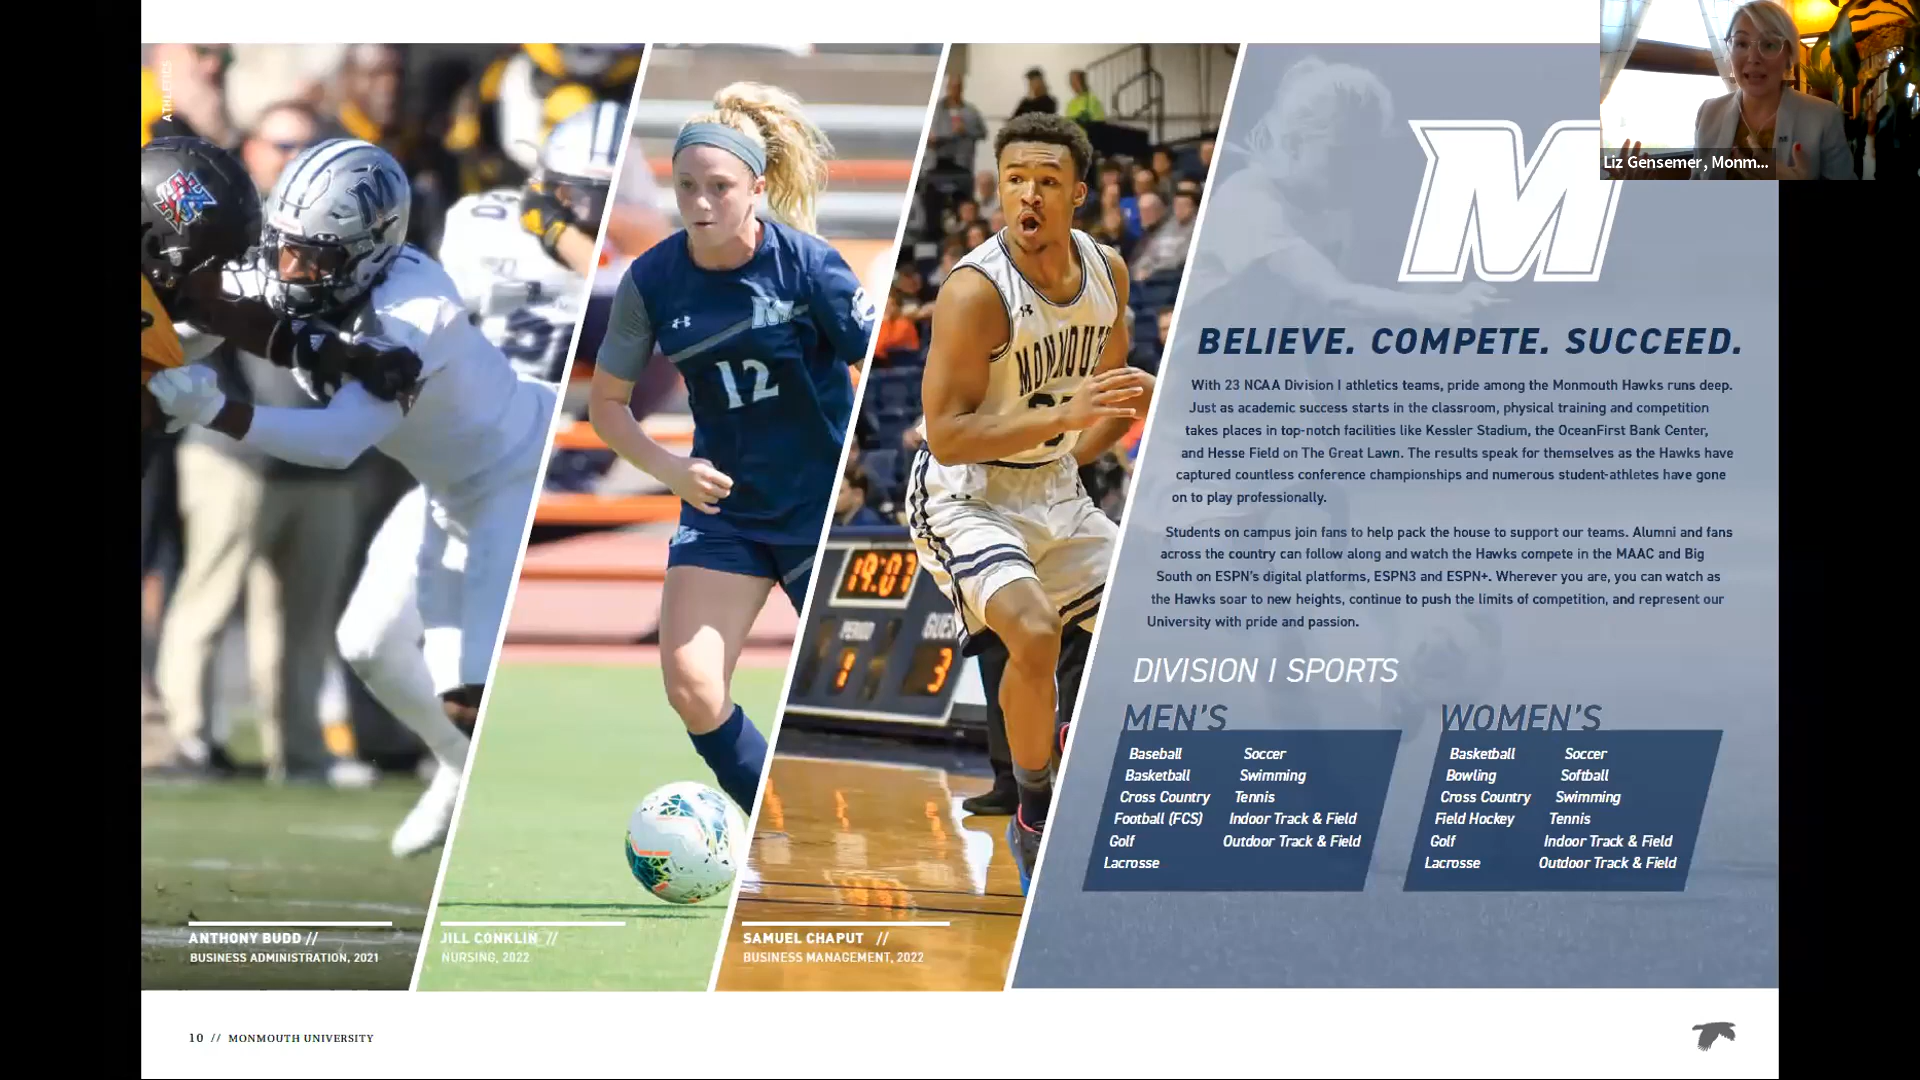 ATHLETICS
Liz Gensemer, Monm...
M
BELIEVE. COMPETE. SUCCEED.
With 23 NCAA Division I athletics teams, pride among the Monmouth Hawks runs deep.
Just as academic success starts in the classroom, physical training and competition
takes places in top-notch facilities like Kessler Stadium, the OceanFirst Bank Center,
and Hesse Field on The Great Lawn. The results speak for themselves as the Hawks have
captured countless conference championships and numerous student-athletes have gone
on to play professionally.
Students on campus join fans to help pack the house to support our teams. Alumni and fans
across the country can follow along and watch the Hawks compete in the MAAC and Big
South on ESPN's digital platforms, ESPN3 and ESPN+. Wherever you are, you can watch as
the Hawks soar to new heights, continue to push the limits of competition, and represent our
University with pride and passion.
DIVISION I SPORTS
MEN'S
Baseball
Basketball
Cross Country
Football (FCS)
Golf
Lacrosse
Soccer
Swimming
Tennis
Indoor Track & Field
Outdoor Track & Field
WOMEN'S
Basketball
Bowling
Cross Country
Field Hockey
Golf
Lacrosse
Soccer
Softball
Swimming
Tennis
Indoor Track & Field
Outdoor Track & Field
M
M
12
19:07
PERIOD
1
3
ANTHONY BUDD //
BUSINESS ADMINISTRATION, 2021
JILL CONKLIN //
NURSING, 2022
SAMUEL CHAPUT //
BUSINESS MANAGEMENT, 2022
10 // MONMOUTH UNIVERSITY